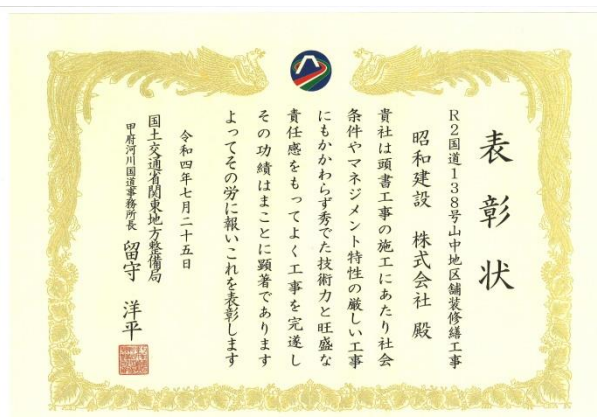 表彰状
R2国道138号山中地区舗装修繕工事
昭和建設 株式会社 殿
貴社は頭書工事の施工にあたり社会
条件やマネジメント特性の厳しい工事
にもかかわらず秀でた技術力と旺盛な
責任感をもってよく工事を完遂し
その功績はまことに顕著であります
よってその労に報いこれを表彰します
令和四年七月二十五日
国土交通省関東地方整備局
甲府河川国道事務所長 留守 洋平